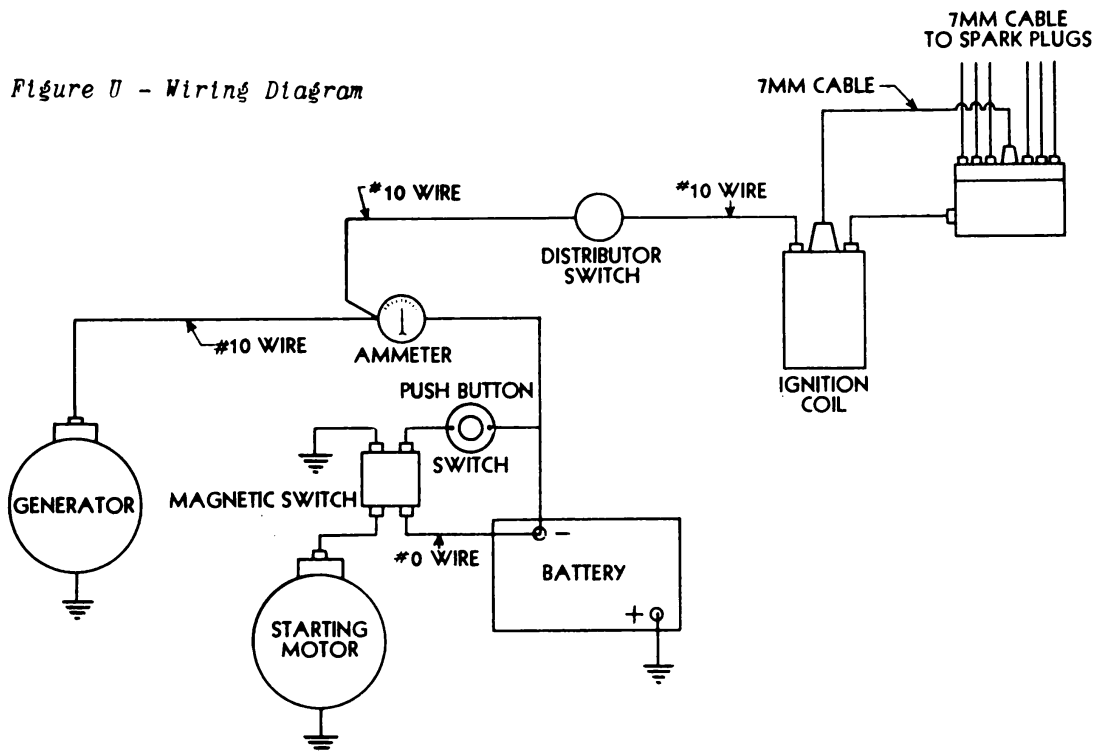 7MM CABLE
TO SPARK PLUGS
Figure U - Wiring Diagram
7MM CABLE
#10 WIRE
#10 WIRE
DISTRIBUTOR
SWITCH
#10 WIRE
AMMETER
IGNITION
COIL
PUSH BUTTON
SWITCH
GENERATOR
MAGNETIC SWITCH
-
#0 WIRE
BATTERY
+
STARTING
MOTOR